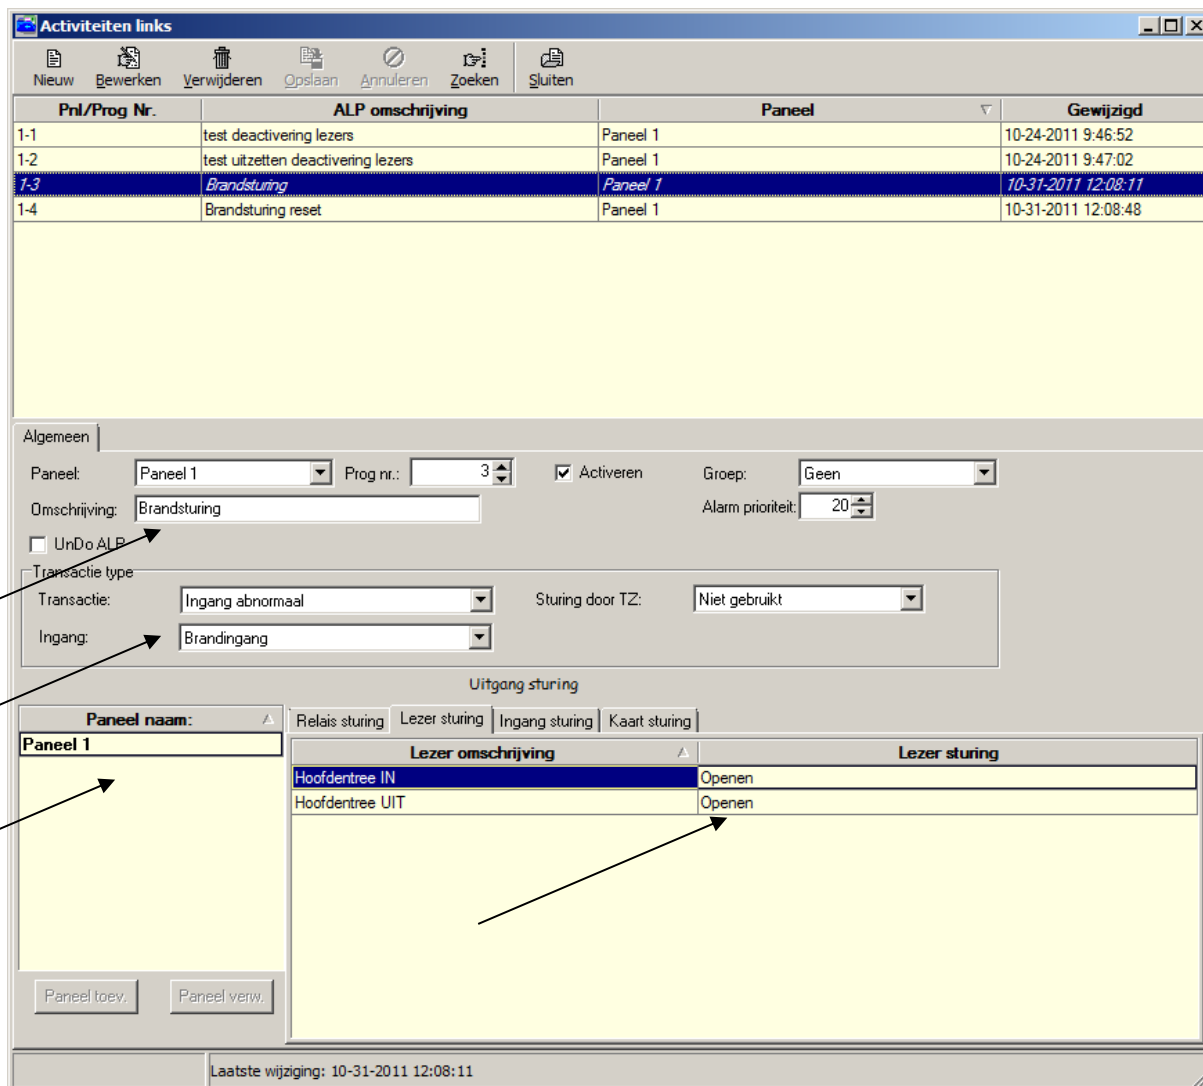 Activiteiten links
Nieuw Bewerken Verwijderen Opslaan Annuleren Zoeken Sluiten
Pnl/Prog Nr. ALP omschrijving Paneel Gewijzigd
1-1 test deactivering lezers Paneel 1 10-24-2011 9:46:52
1-2 test uitzetten deactivering lezers Paneel 1 10-24-2011 9:47:02
1-3 Brandsturing Paneel 1 10-31-2011 12:08:11
1-4 Brandsturing reset Paneel 1 10-31-2011 12:08:48
Algemeen
Paneel: Paneel 1 Prog nr.: 3 Activeren Groep: Geen
Omschrijving: Brandsturing Alarm prioriteit: 20
UnDo ALP
Transactie type
Transactie: Ingang abnormaal Sturing door TZ: Niet gebruikt
Ingang: Brandingang
Uitgang sturing
Paneel naam: Relais sturing Lezer sturing Ingang sturing Kaart sturing
Paneel 1 Lezer omschrijving Lezer sturing
Hoofdentree IN Openen
Hoofdentree UIT Openen
Paneel toev. Paneel verw.
Laatste wijziging: 10-31-2011 12:08:11